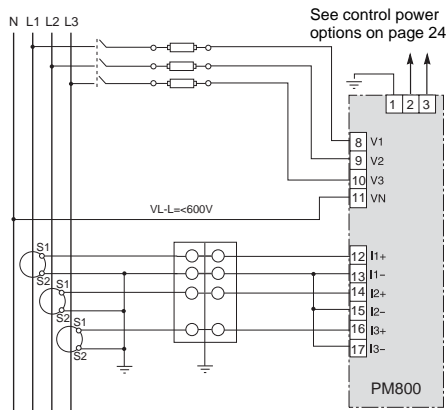 See control power
options on page 24
N L1 L2 L3
1 2 3
8 V1
9 V2
10 V3
11 VN
VL-L=<600V
S1
S2
S1
S2
S1
S2
12 I1+
13 I1–
14 I2+
15 I2–
16 I3+
17 I3–
PM800